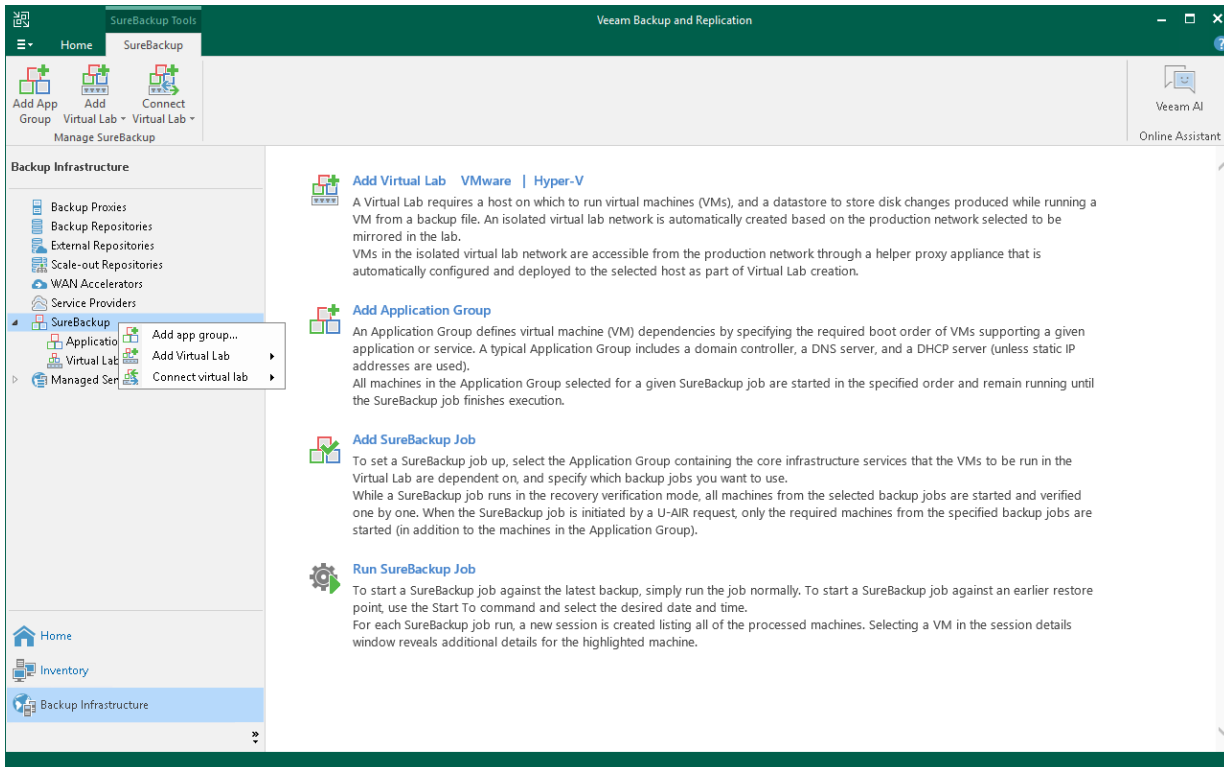 SureBackup Tools
Veeam Backup and Replication
Home
SureBackup
Add App Group
Add Virtual Lab
Connect Virtual Lab
Manage SureBackup
Veeam AI
Online Assistant
Backup Infrastructure
Backup Proxies
Backup Repositories
External Repositories
Scale-out Repositories
WAN Accelerators
Service Providers
SureBackup
Applicatio
Virtual Lab
Managed Ser
Add app group...
Add Virtual Lab
Connect virtual lab
Home
Inventory
Backup Infrastructure
Add Virtual Lab VMware | Hyper-V
A Virtual Lab requires a host on which to run virtual machines (VMs), and a datastore to store disk changes produced while running a
VM from a backup file. An isolated virtual lab network is automatically created based on the production network selected to be
mirrored in the lab.
VMs in the isolated virtual lab network are accessible from the production network through a helper proxy appliance that is
automatically configured and deployed to the selected host as part of Virtual Lab creation.
Add Application Group
An Application Group defines virtual machine (VM) dependencies by specifying the required boot order of VMs supporting a given
application or service. A typical Application Group includes a domain controller, a DNS server, and a DHCP server (unless static IP
addresses are used).
All machines in the Application Group selected for a given SureBackup job are started in the specified order and remain running until
the SureBackup job finishes execution.
Add SureBackup Job
To set a SureBackup job up, select the Application Group containing the core infrastructure services that the VMs to be run in the
Virtual Lab are dependent on, and specify which backup jobs you want to use.
While a SureBackup job runs in the recovery verification mode, all machines from the selected backup jobs are started and verified
one by one. When the SureBackup job is initiated by a U-AIR request, only the required machines from the specified backup jobs are
started (in addition to the machines in the Application Group).
Run SureBackup Job
To start a SureBackup job against the latest backup, simply run the job normally. To start a SureBackup job against an earlier restore
point, use the Start To command and select the desired date and time.
For each SureBackup job run, a new session is created listing all of the processed machines. Selecting a VM in the session details
window reveals additional details for the highlighted machine.